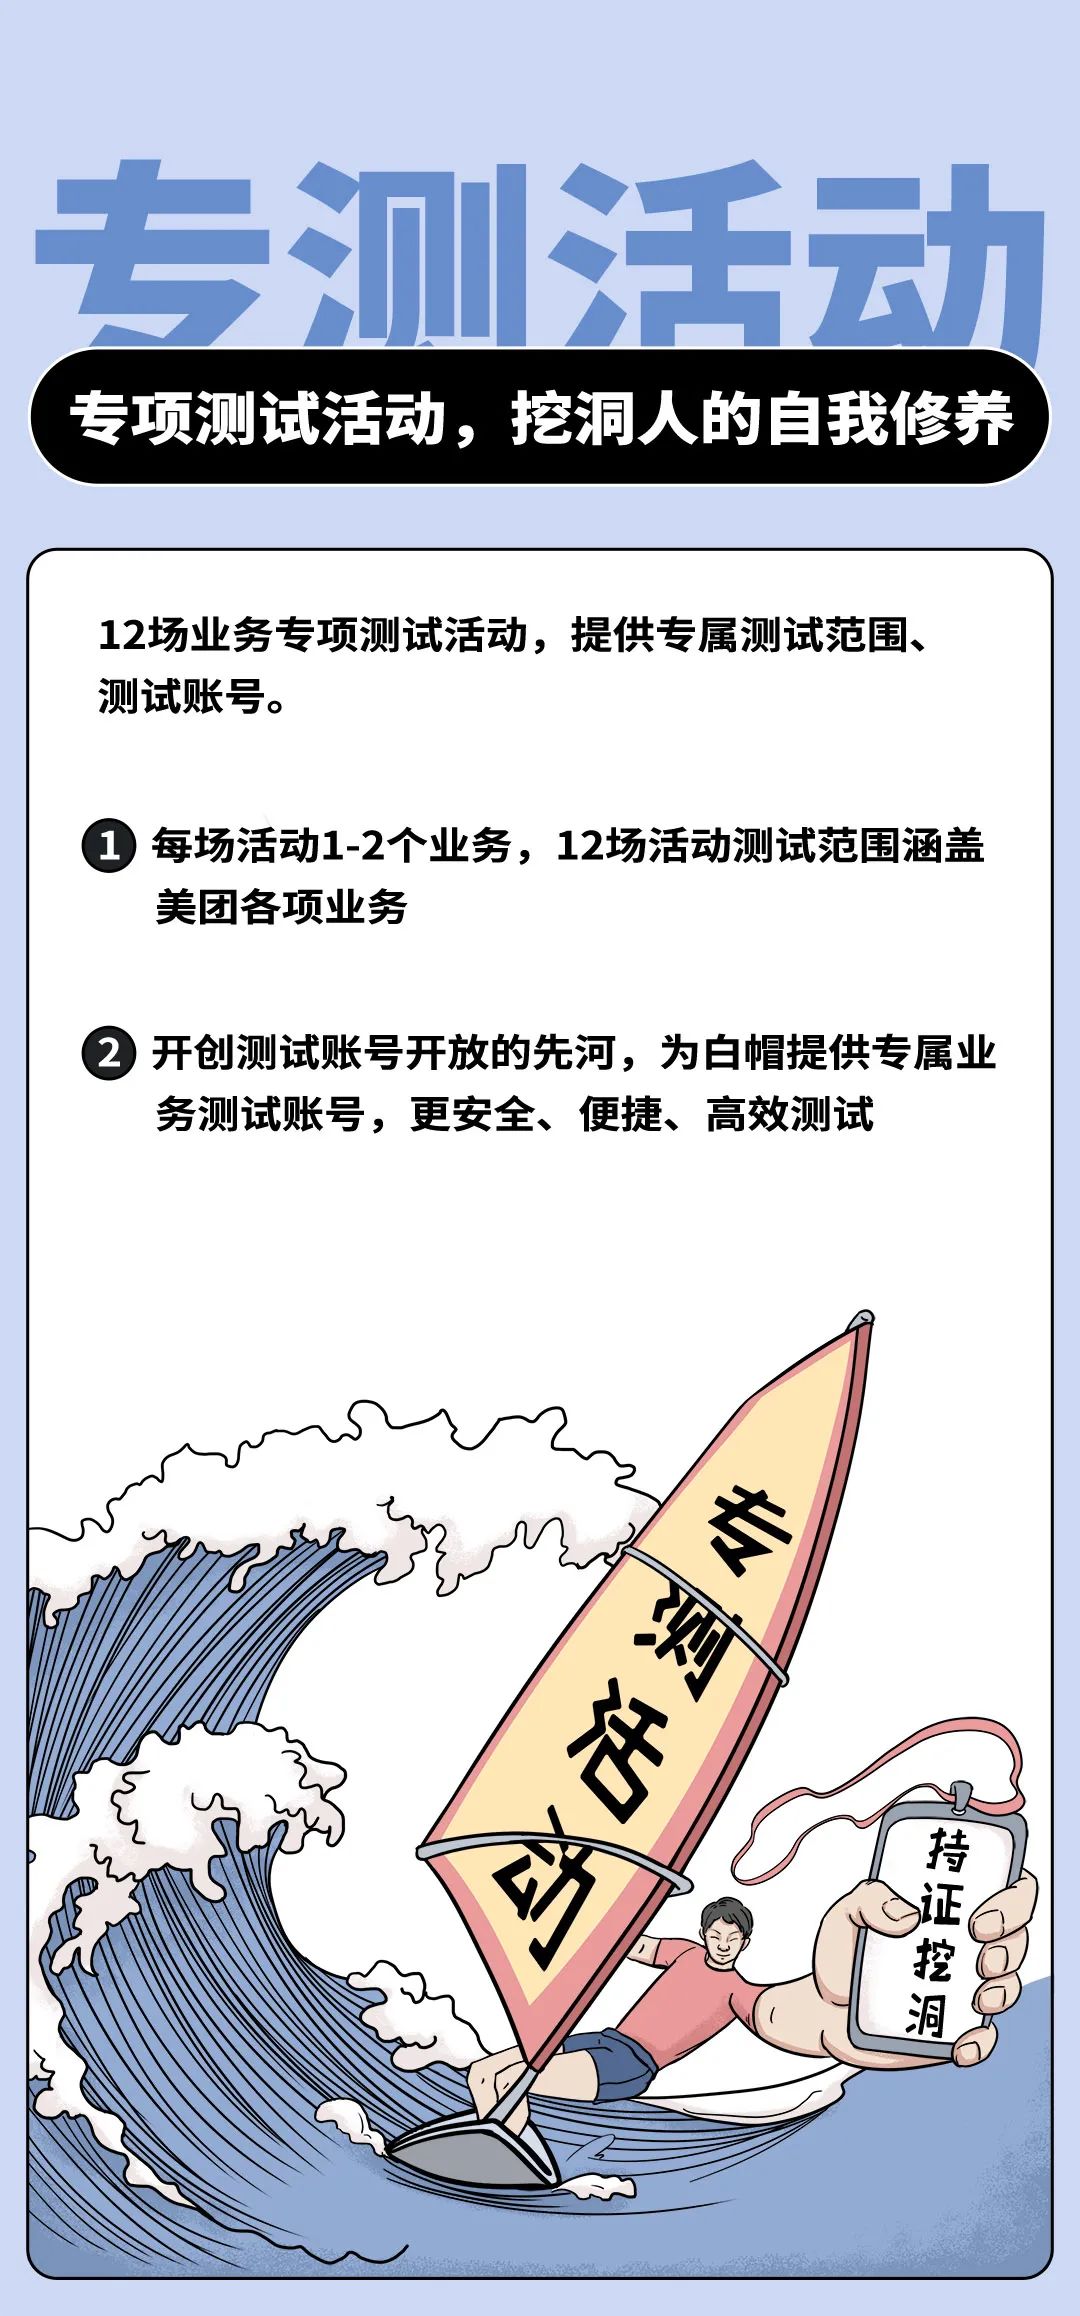 专测活动
专项测试活动，挖洞人的自我修养
12场业务专项测试活动，提供专属测试范围、
测试账号。
1 每场活动1-2个业务，12场活动测试范围涵盖
美团各项业务
2 开创测试账号开放的先河，为白帽提供专属业
务测试账号，更安全、便捷、高效测试
专测活动
持证挖洞